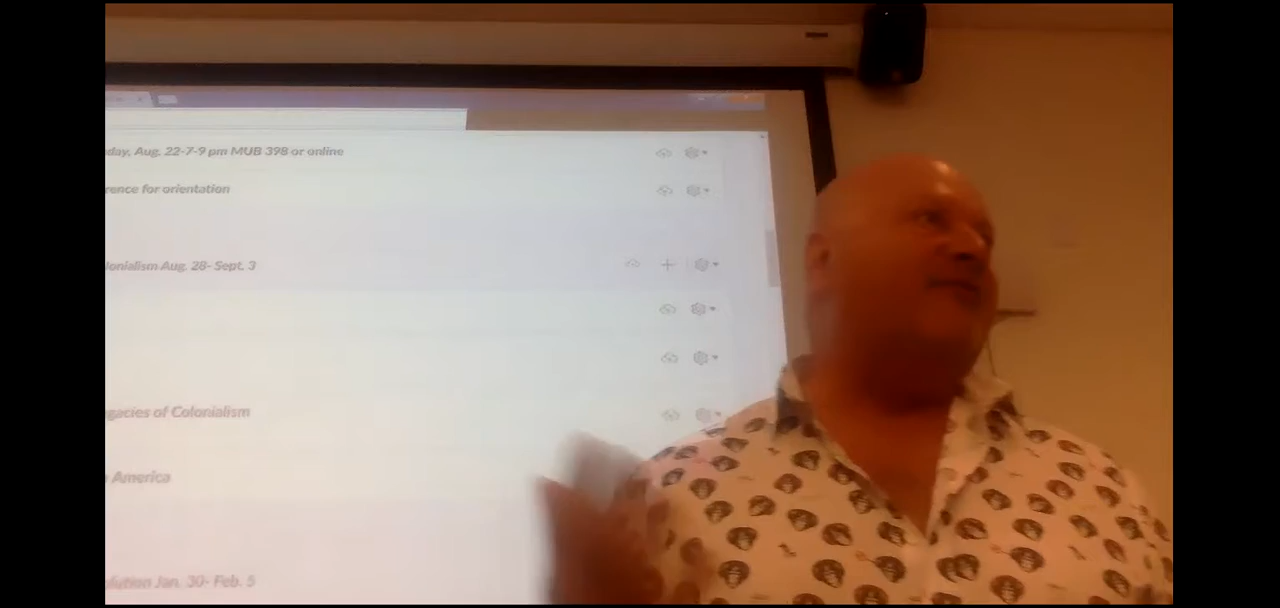 day, Aug. 22-7-9 pm MUB 398 or online
rence for orientation
lonialism Aug. 28- Sept. 3
gacies of Colonialism
America
lution Jan. 30- Feb. 5